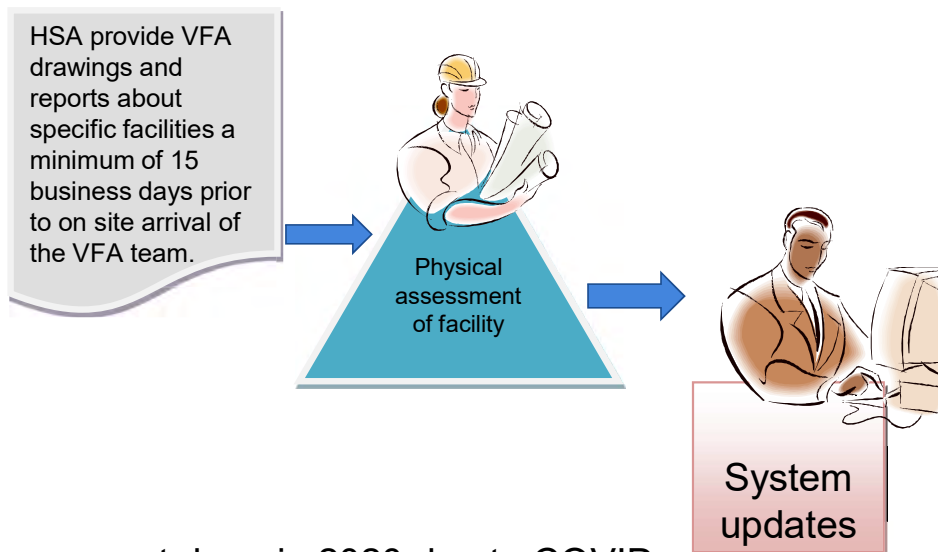 HSA provide VFA
drawings and
reports about
specific facilities a
minimum of 15
business days prior
to on site arrival of
the VFA team.
Physical
assessment
of facility
System
updates